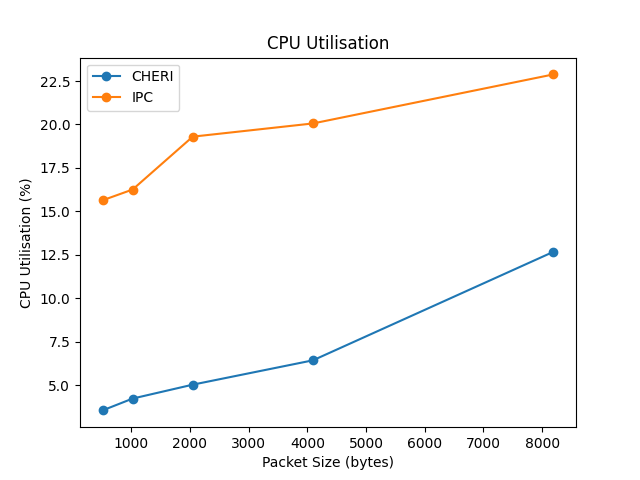 CPU Utilisation
CHERI
IPC
CPU Utilisation (%)
22.5
20.0
17.5
15.0
12.5
10.0
7.5
5.0
1000 2000 3000 4000 5000 6000 7000 8000
Packet Size (bytes)